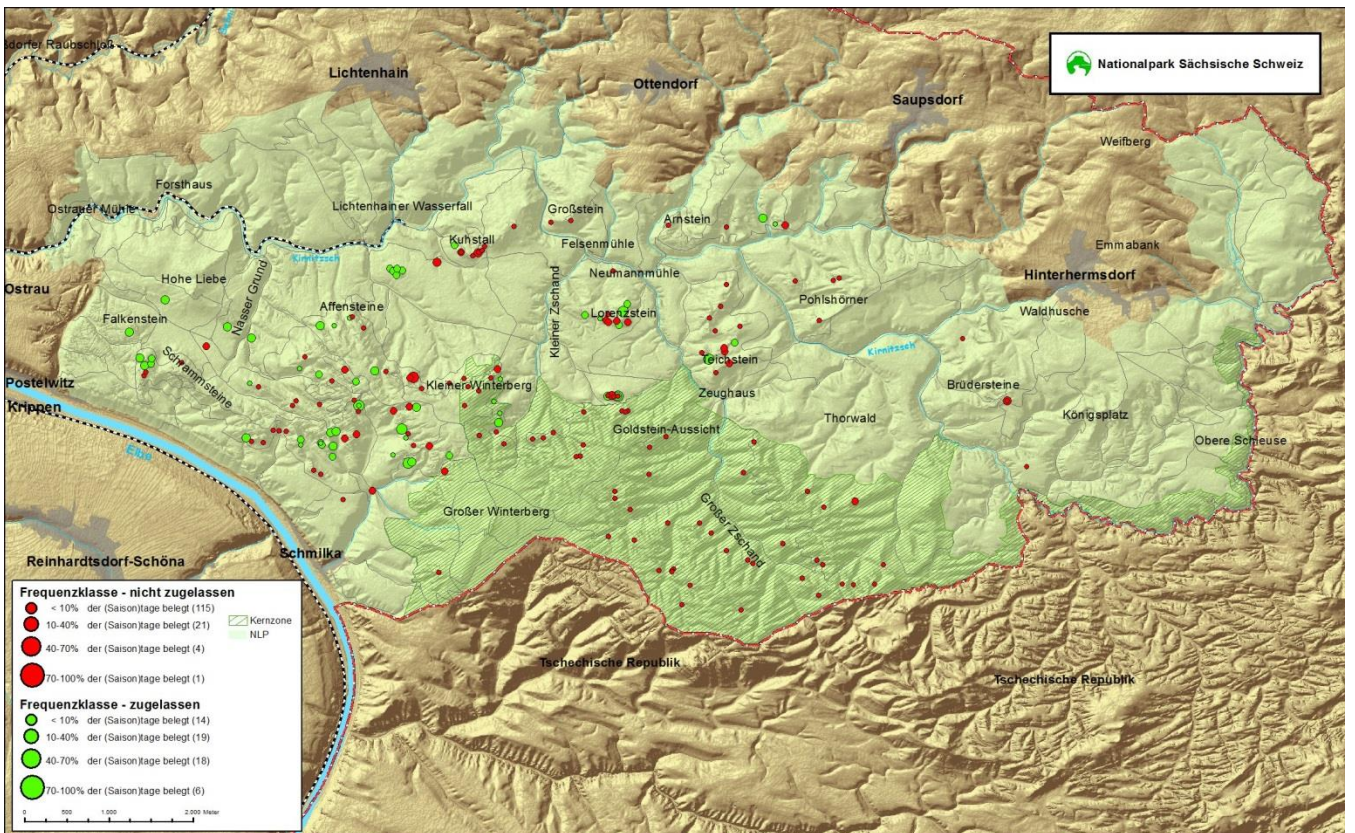 Nationalpark Sächsische Schweiz
ßdorfer Raubschloß
Lichtenhain
Ottendorf
Saupsdorf
Weifberg
Forsthaus
Ostrauer Mühle
Lichtenhainer Wasserfall
Großstein
Arnstein
Kuhstall
Felsenmühle
Emmabank
Kirnitzsch
Neumannmühle
Hinterhermsdorf
Hohe Liebe
Ostrau
Nasser Grund
Affensteine
Kleiner Zschand
Lorenzstein
Pohlshörner
Waldhusche
Falkenstein
Schrammsteine
Teichstein
Kirnitzsch
Postelwitz
Kleiner Winterberg
Zeughaus
Brüdersteine
Krippen
Thorwald
Königsplatz
Goldstein-Aussicht
Obere Schleuse
Elbe
Großer Winterberg
Großer Zschand
Reinhardtsdorf-Schöna
Schmilka
Tschechische Republik
Tschechische Republik
Frequenzklasse - nicht zugelassen
< 10% der (Saison)tage belegt (115)
10-40% der (Saison)tage belegt (21)
40-70% der (Saison)tage belegt (4)
70-100% der (Saison)tage belegt (1)
Kernzone
NLP
Frequenzklasse - zugelassen
< 10% der (Saison)tage belegt (14)
10-40% der (Saison)tage belegt (19)
40-70% der (Saison)tage belegt (18)
70-100% der (Saison)tage belegt (6)
0 500 1.000 2.000 Meter